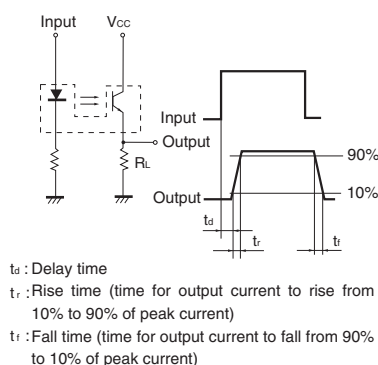 Input
Vcc
Output
RL
Input
90%
Output
10%
td
tr
tf
td : Delay time
tr : Rise time (time for output current to rise from
10% to 90% of peak current)
tf : Fall time (time for output current to fall from 90%
to 10% of peak current)